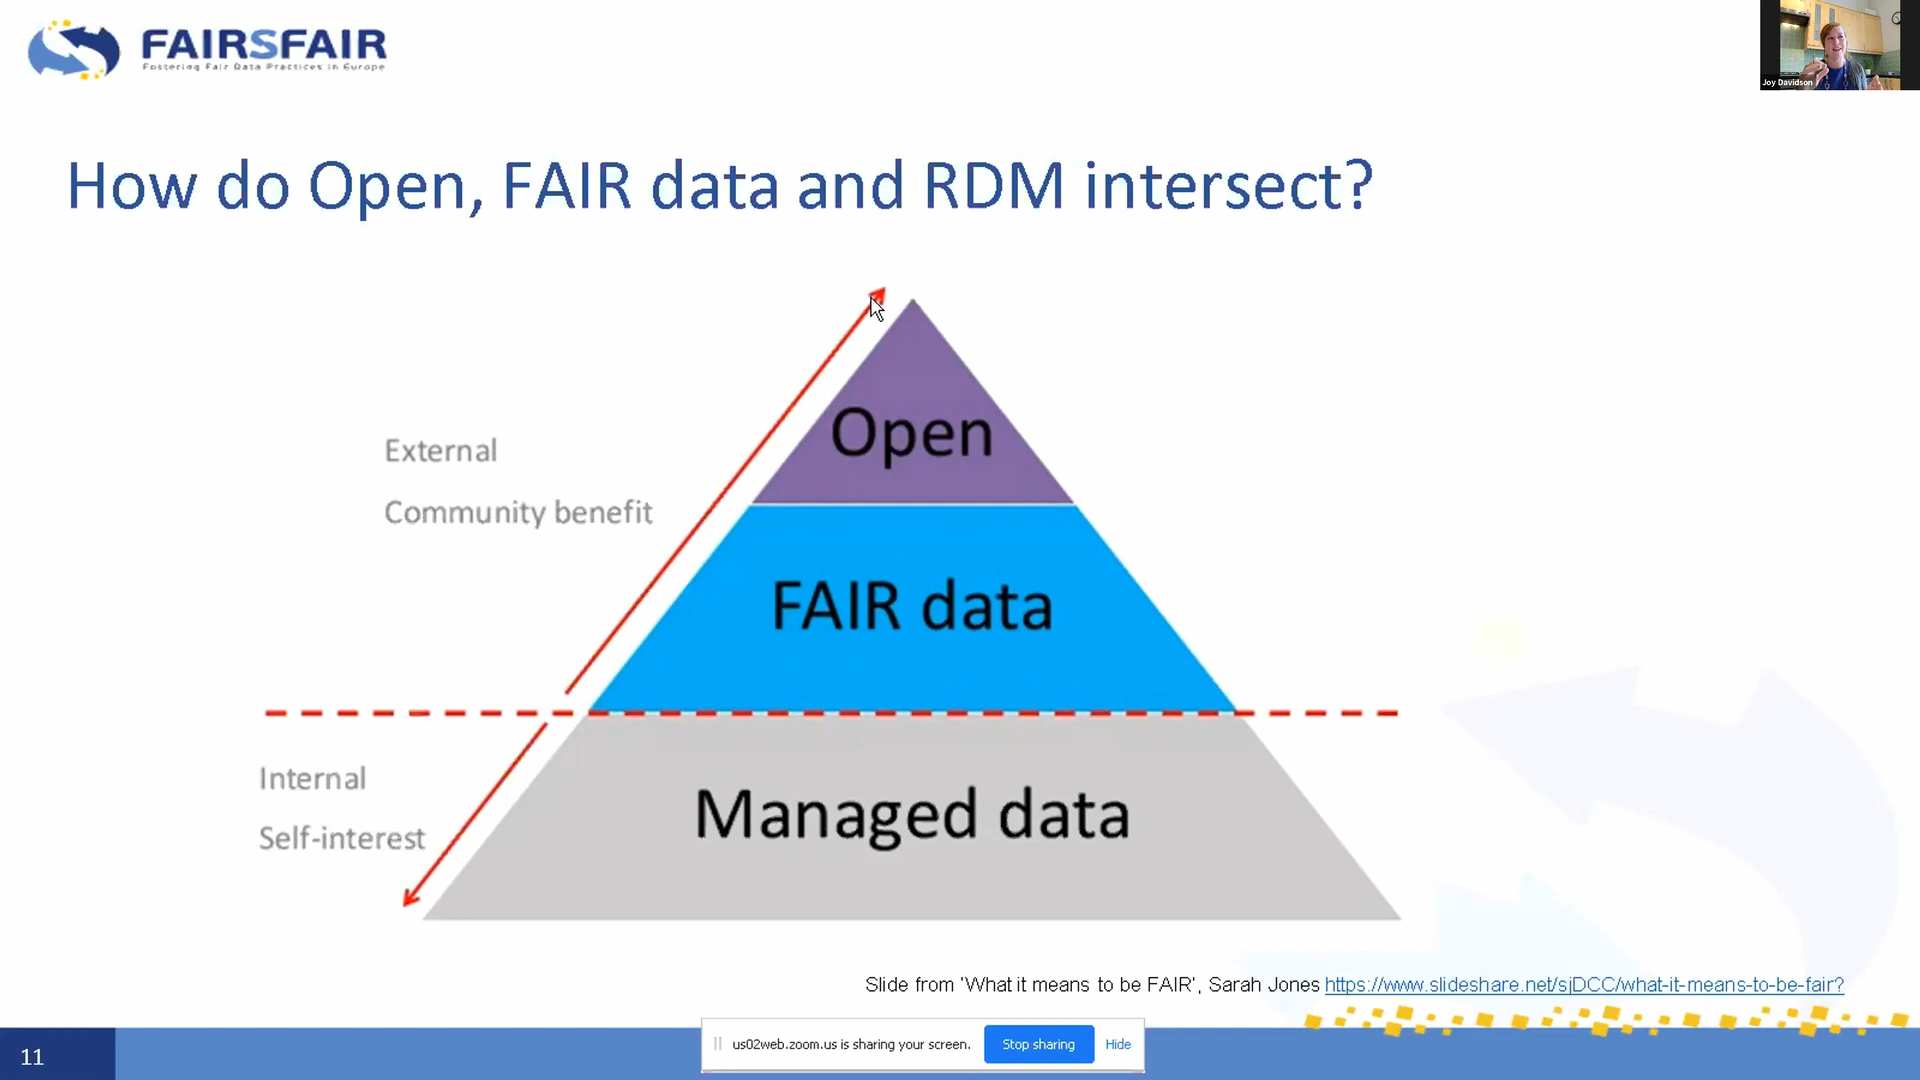 FAIRSFAIR
Fostering Fair Data Practices in Europe
Joy Davidson
How do Open, FAIR data and RDM intersect?
Open
External
Community benefit
FAIR data
Internal
Self-interest
Managed data
Slide from 'What it means to be FAIR', Sarah Jones https://www.slideshare.net/sjDCC/what-it-means-to-be-fair?
11
us02web.zoom.us is sharing your screen. Stop sharing Hide